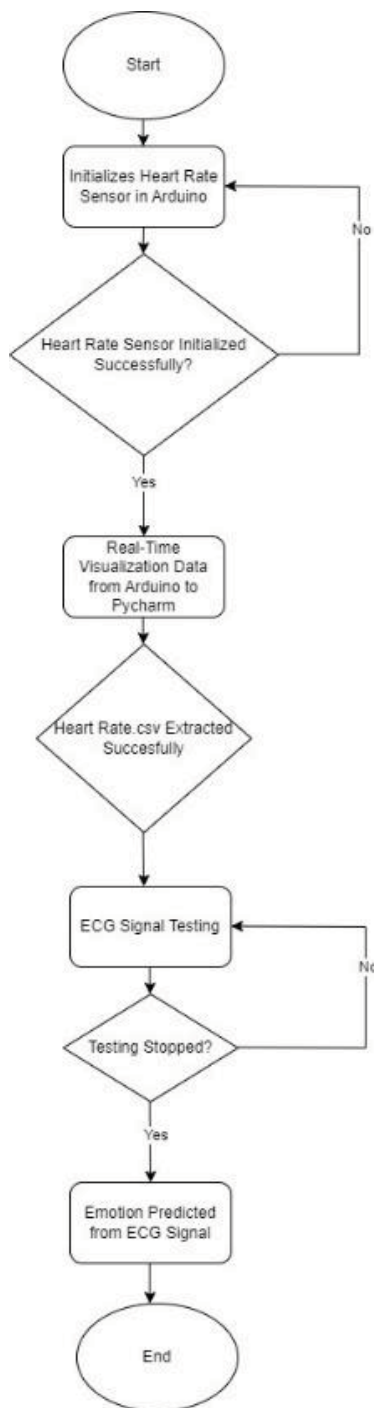 Start
Initializes Heart Rate
Sensor in Arduino
No
Heart Rate Sensor Initialized
Successfully?
Yes
Real-Time
Visualization Data
from Arduino to
Pycharm
Heart Rate.csv Extracted
Succesfully
ECG Signal Testing
No
Testing Stopped?
Yes
Emotion Predicted
from ECG Signal
End